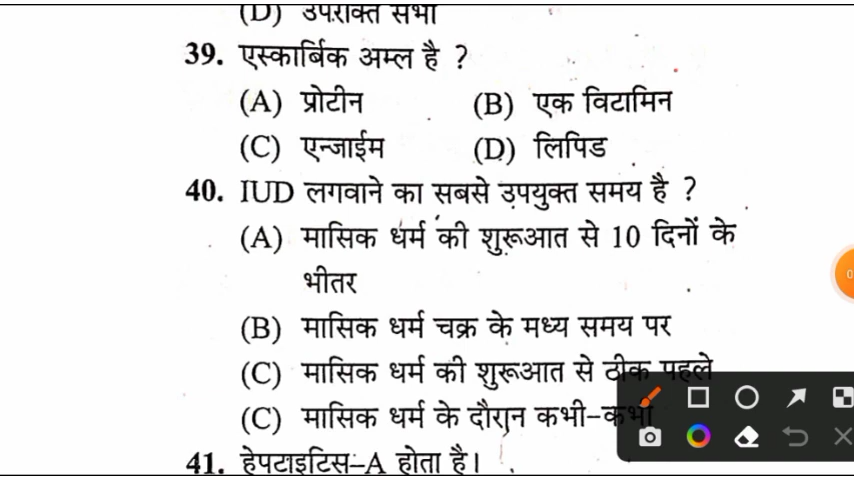 (D) उपरोक्त सभी
39. एस्कार्बिक अम्ल है ?
(A) प्रोटीन (B) एक विटामिन
(C) एन्जाईम (D) लिपिड
40. IUD लगवाने का सबसे उपयुक्त समय है ?
(A) मासिक धर्म की शुरूआत से 10 दिनों के
भीतर
(B) मासिक धर्म चक्र के मध्य समय पर
(C) मासिक धर्म की शुरूआत से ठीक पहले
(C) मासिक धर्म के दौरान कभी-कभी
41. हेपटाइटिस-A होता है।